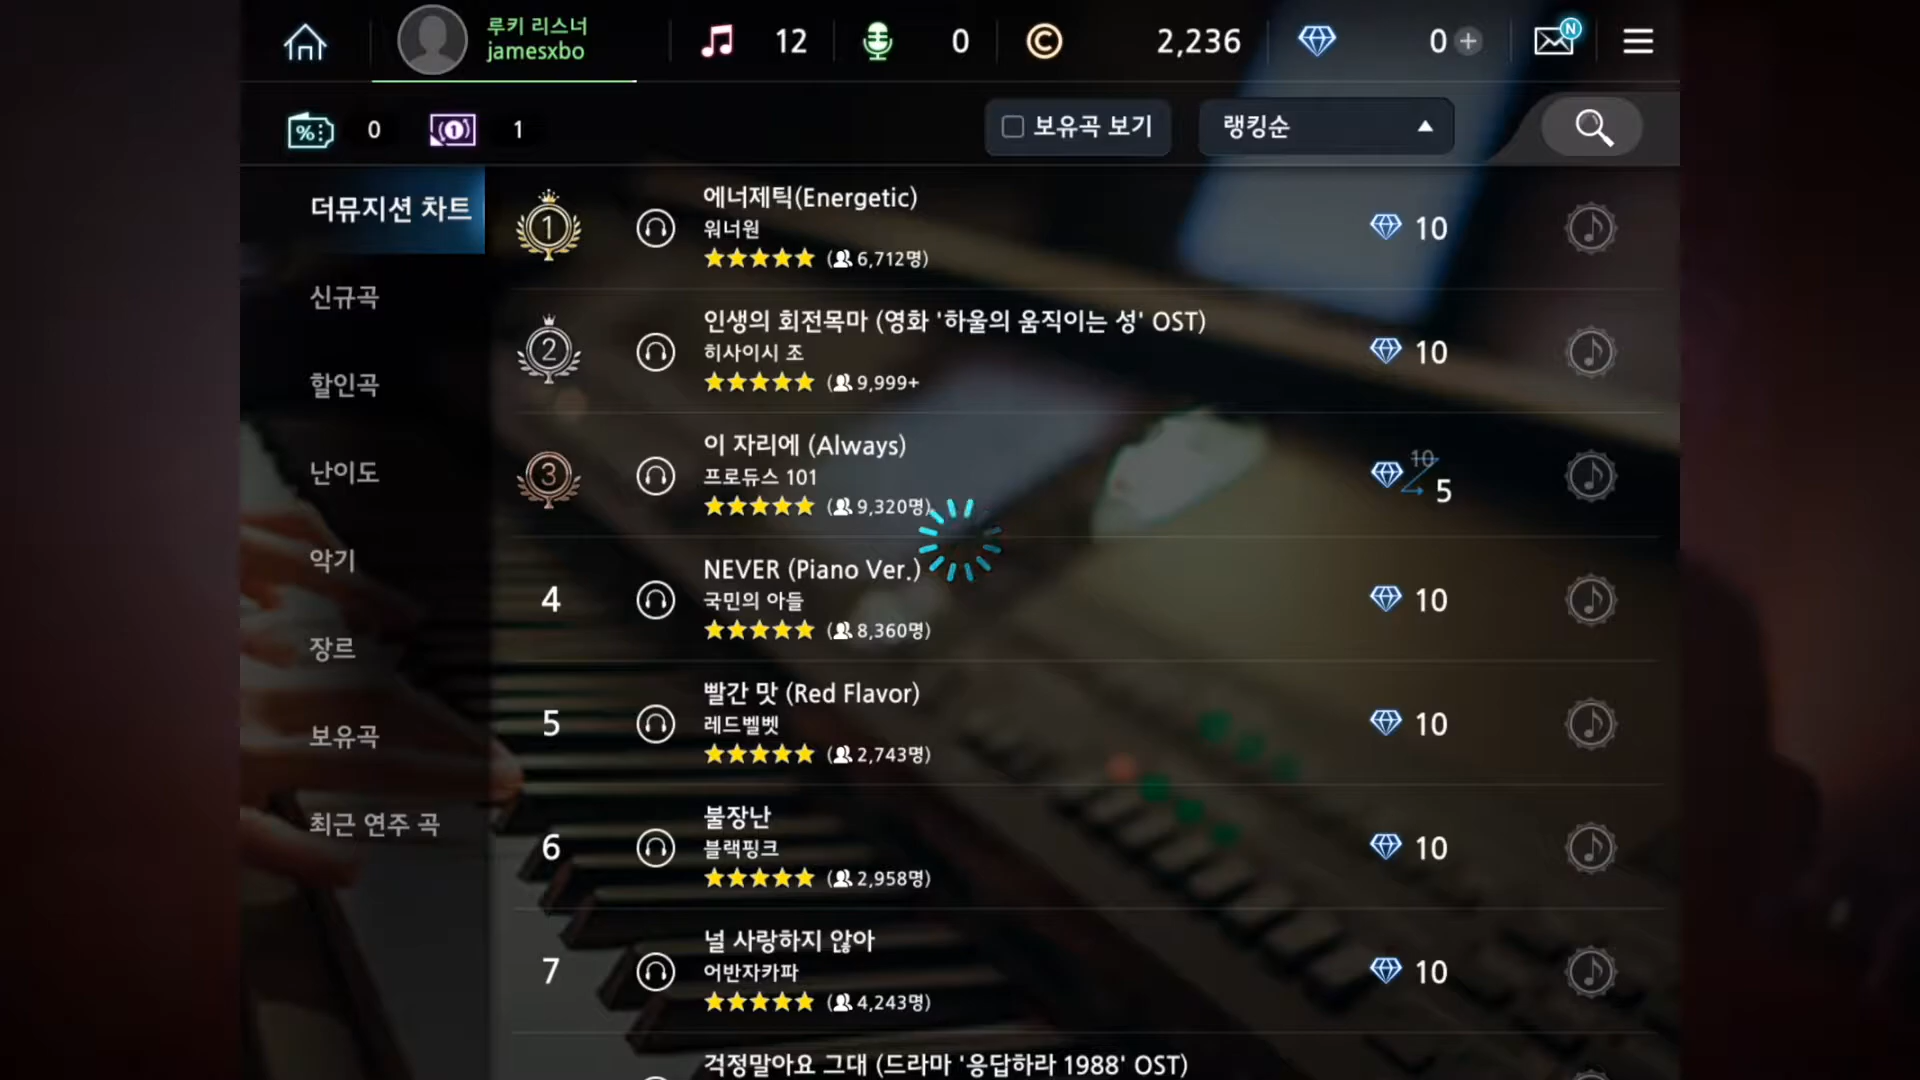 루키 리스너
jamesxbo
12
0
2,236
0
N
%
0
1
1
보유곡 보기
랭킹순
더뮤지션 차트
신규곡
할인곡
난이도
악기
장르
보유곡
최근 연주 곡
1
에너제틱(Energetic)
워너원
(6,712명)
10
2
인생의 회전목마 (영화 '하울의 움직이는 성' OST)
히사이시 조
(9,999+
10
3
이 자리에 (Always)
프로듀스 101
(9,320명)
10
5
4
NEVER (Piano Ver.)
국민의 아들
(8,360명)
10
5
빨간 맛 (Red Flavor)
레드벨벳
(2,743명)
10
6
불장난
블랙핑크
(2,958명)
10
7
널 사랑하지 않아
어반자카파
(4,243명)
10
걱정말아요 그대 (드라마 '응답하라 1988' OST)